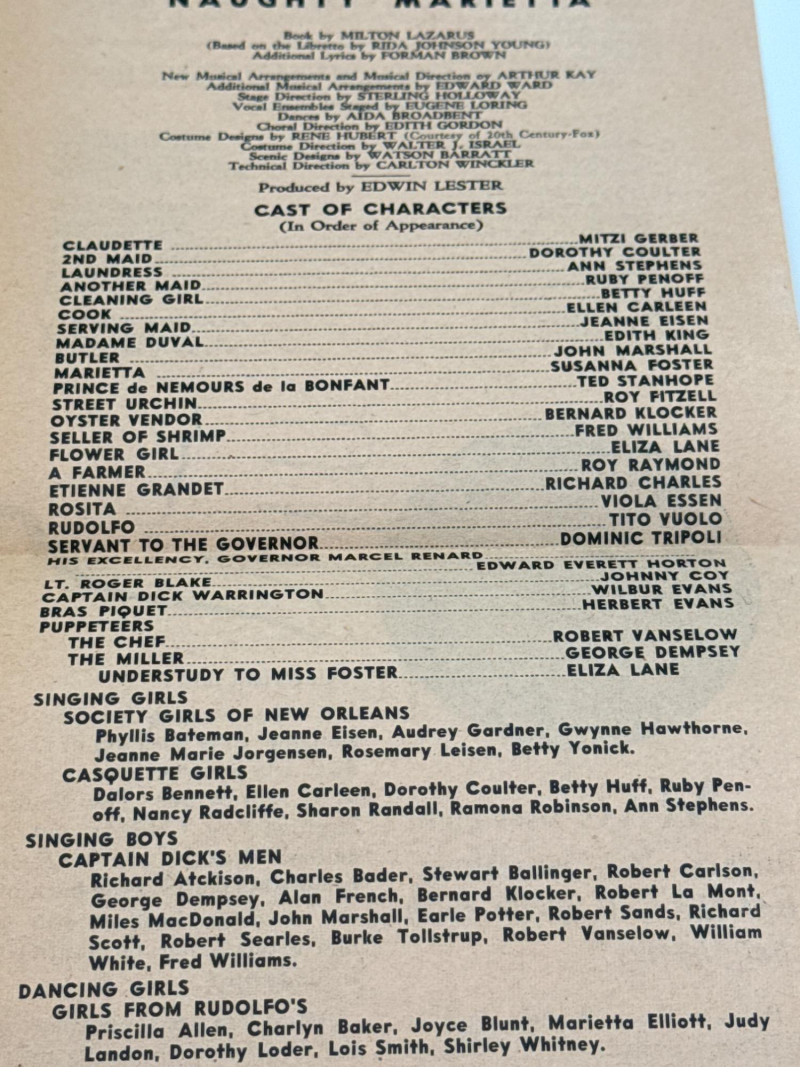 NAUGHTY MARIETTA
Book by MILTON LAZARUS
(Based on the Libretto by RIDA JOHNSON YOUNG)
Additional Lyrics by FORMAN BROWN
New Musical Arrangements and Musical Direction by ARTHUR KAY
Additional Musical Arrangements by EDWARD WARD
Stage Direction by STERLING HOLLOWAY
Vocal Ensembles Staged by EUGENE LORING
Dances by AIDA BROADBENT
Choral Direction by EDITH GORDON
Costume Designs by RENE HUBERT (Courtesy of 20th Century-Fox)
Costume Direction by WALTER J. ISRAEL
Scenic Designs by WATSON BARRATT
Technical Direction by CARLTON WINCKLER
Produced by EDWIN LESTER
CAST OF CHARACTERS
(In Order of Appearance)
CLAUDETTE MITZI GERBER
2ND MAID DOROTHY COULTER
LAUNDRESS ANN STEPHENS
ANOTHER MAID RUBY PENOFF
CLEANING GIRL BETTY HUFF
COOK ELLEN CARLEEN
SERVING MAID JEANNE EISEN
MADAME DUVAL EDITH KING
BUTLER JOHN MARSHALL
MARIETTA SUSANNA FOSTER
PRINCE de NEMOURS de la BONFANT TED STANHOPE
STREET URCHIN ROY FITZELL
OYSTER VENDOR BERNARD KLOCKER
SELLER OF SHRIMP FRED WILLIAMS
FLOWER GIRL ELIZA LANE
A FARMER ROY RAYMOND
ETIENNE GRANDET RICHARD CHARLES
ROSITA VIOLA ESSEN
RUDOLFO TITO VUOLO
SERVANT TO THE GOVERNOR DOMINIC TRIPOLI
HIS EXCELLENCY, GOVERNOR MARCEL RENARD
EDWARD EVERETT HORTON
LT. ROGER BLAKE JOHNNY COY
CAPTAIN DICK WARRINGTON WILBUR EVANS
BRAS PIQUET HERBERT EVANS
PUPPETEERS
THE CHEF ROBERT VANSELOW
THE MILLER GEORGE DEMPSEY
UNDERSTUDY TO MISS FOSTER ELIZA LANE
SINGING GIRLS
SOCIETY GIRLS OF NEW ORLEANS
Phyllis Bateman, Jeanne Eisen, Audrey Gardner, Gwynne Hawthorne,
Jeanne Marie Jorgensen, Rosemary Leisen, Betty Yonick.
CASQUETTE GIRLS
Dalors Bennett, Ellen Carleen, Dorothy Coulter, Betty Huff, Ruby Pen-
off, Nancy Radcliffe, Sharon Randall, Ramona Robinson, Ann Stephens.
SINGING BOYS
CAPTAIN DICK'S MEN
Richard Atckison, Charles Bader, Stewart Ballinger, Robert Carlson,
George Dempsey, Alan French, Bernard Klocker, Robert La Mont,
Miles MacDonald, John Marshall, Earle Potter, Robert Sands, Richard
Scott, Robert Searles, Burke Tollstrup, Robert Vanselow, William
White, Fred Williams.
DANCING GIRLS
GIRLS FROM RUDOLFO'S
Priscilla Allen, Charlyn Baker, Joyce Blunt, Marietta Elliott, Judy
Landon, Dorothy Loder, Lois Smith, Shirley Whitney.